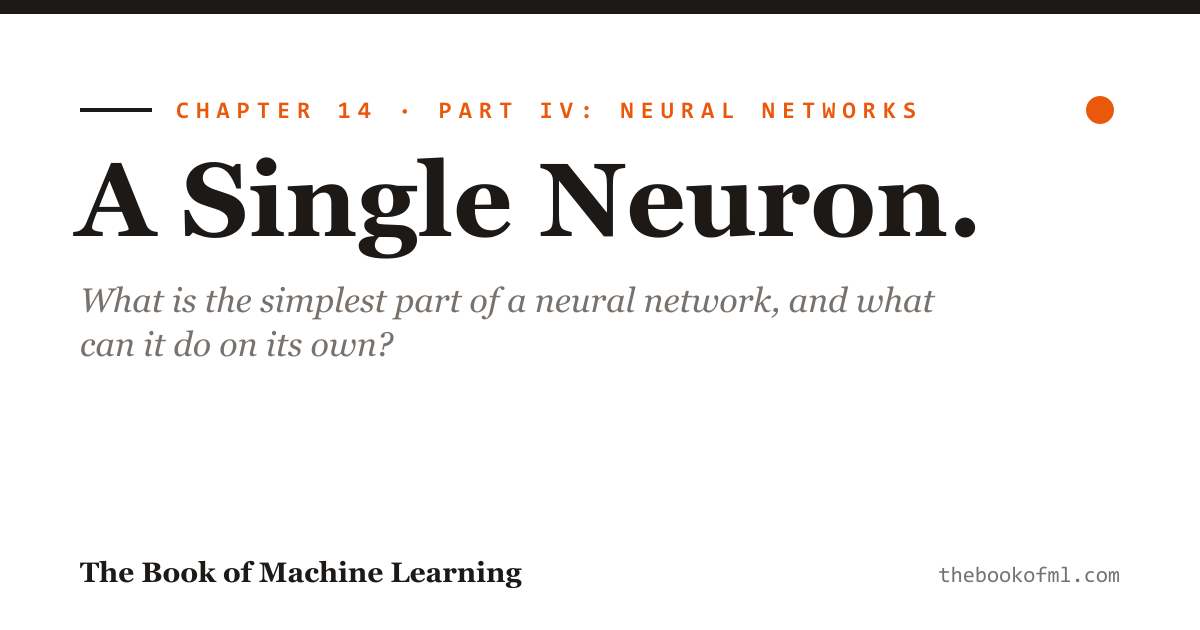 CHAPTER 14 · PART IV: NEURAL NETWORKS
A Single Neuron.
What is the simplest part of a neural network, and what
can it do on its own?
The Book of Machine Learning
thebookofml.com